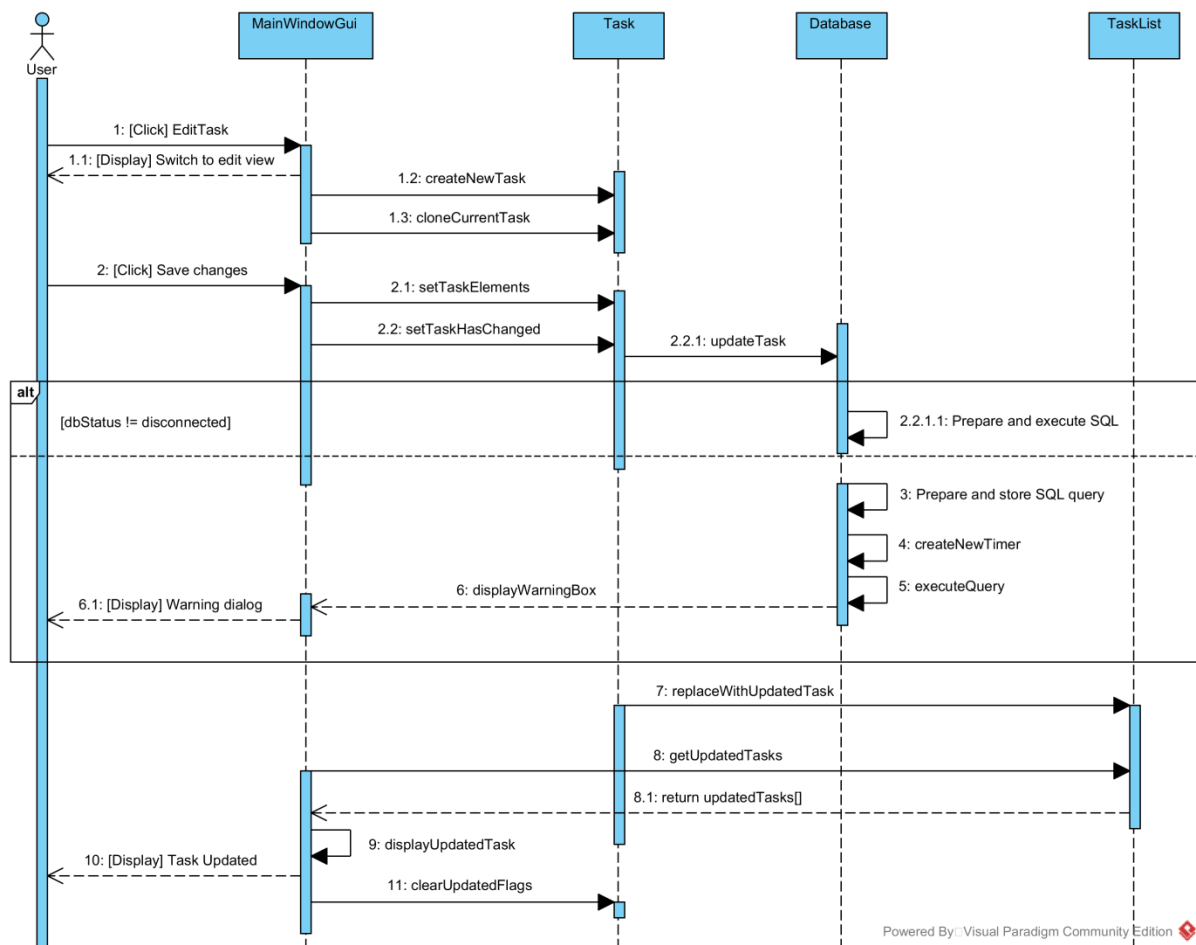 MainWindowGui
Task
Database
TaskList
User
1: [Click] EditTask
1.1: [Display] Switch to edit view
1.2: createNewTask
1.3: cloneCurrentTask
2: [Click] Save changes
2.1: setTaskElements
2.2: setTaskHasChanged
2.2.1: updateTask
alt
[dbStatus != disconnected]
2.2.1.1: Prepare and execute SQL
3: Prepare and store SQL query
4: createNewTimer
5: executeQuery
6: displayWarningBox
6.1: [Display] Warning dialog
7: replaceWithUpdatedTask
8: getUpdatedTasks
8.1: return updatedTasks[]
9: displayUpdatedTask
10: [Display] Task Updated
11: clearUpdatedFlags
Powered By□Visual Paradigm Community Edition